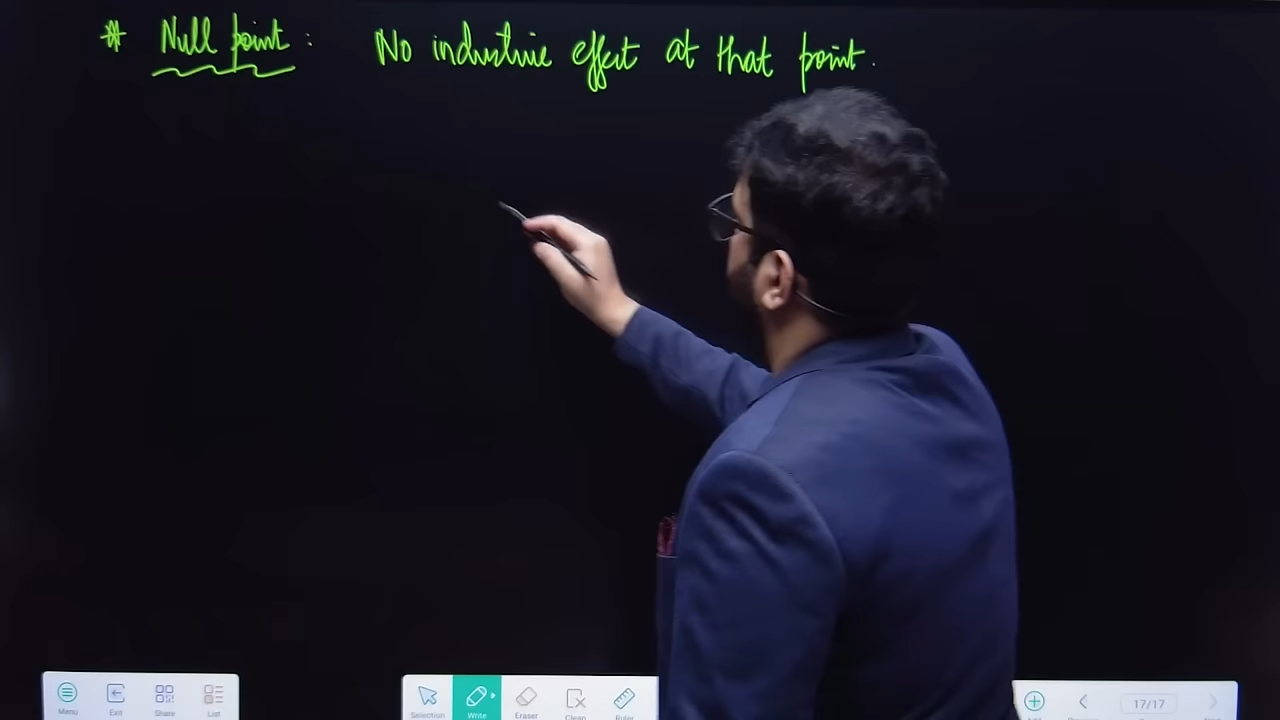 * Null point : No inductive effect at that point.
Menu Exit Share List Selection Write Eraser Clean Ruler 17/17